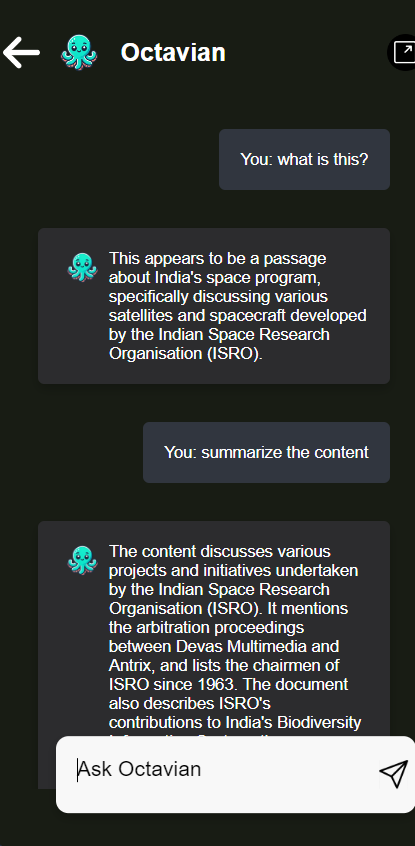 Octavian
You: what is this?
This appears to be a passage
about India's space program,
specifically discussing various
satellites and spacecraft developed
by the Indian Space Research
Organisation (ISRO).
You: summarize the content
The content discusses various
projects and initiatives undertaken
by the Indian Space Research
Organisation (ISRO). It mentions
the arbitration proceedings
between Devas Multimedia and
Antrix, and lists the chairmen of
ISRO since 1963. The document
also describes ISRO's
contributions to India's Biodiversity
Ask Octavian